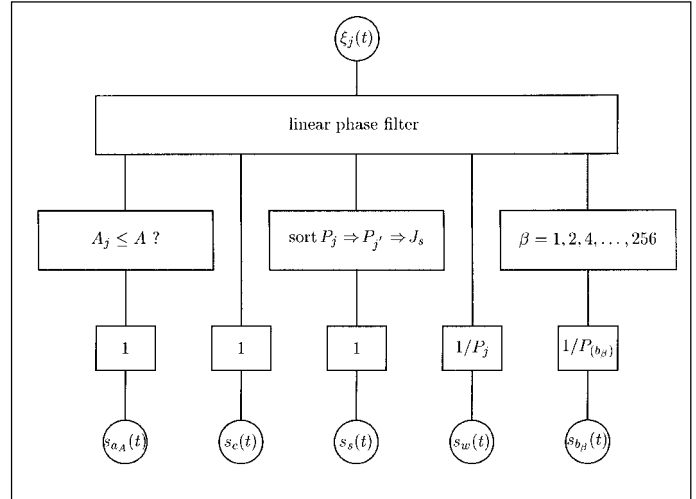 ξ_j(t)
linear phase filter
A_j ≤ A ?
sort P_j ⇒ P_j' ⇒ J_s
β = 1, 2, 4, . . . , 256
1
1
1
1/P_j
1/P_(b_β)
s_{a_A}(t)
s_c(t)
s_s(t)
s_w(t)
s_{b_β}(t)